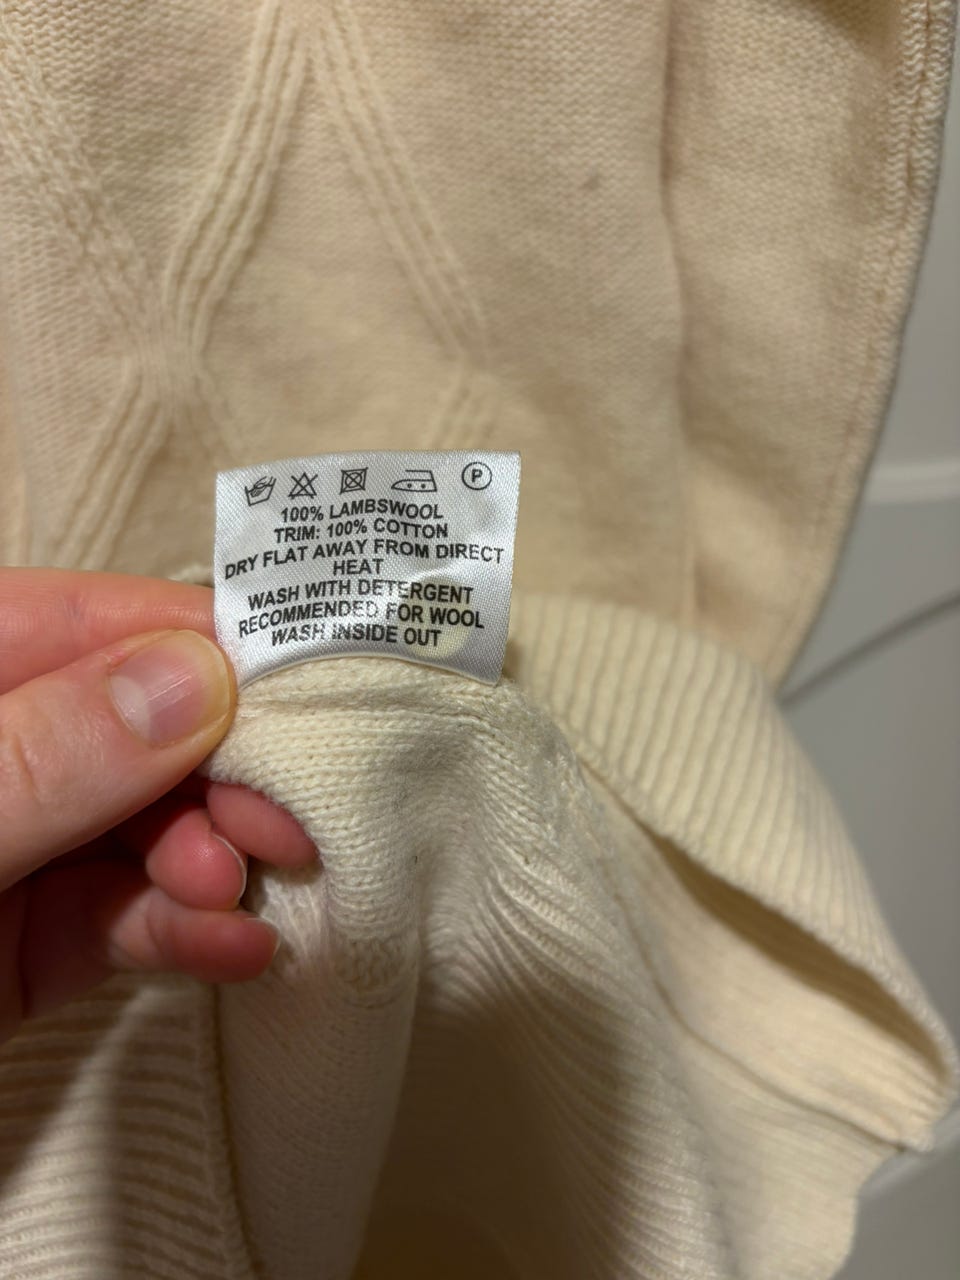 P
100% LAMBSWOOL
TRIM: 100% COTTON
DRY FLAT AWAY FROM DIRECT
HEAT
WASH WITH DETERGENT
RECOMMENDED FOR WOOL
WASH INSIDE OUT